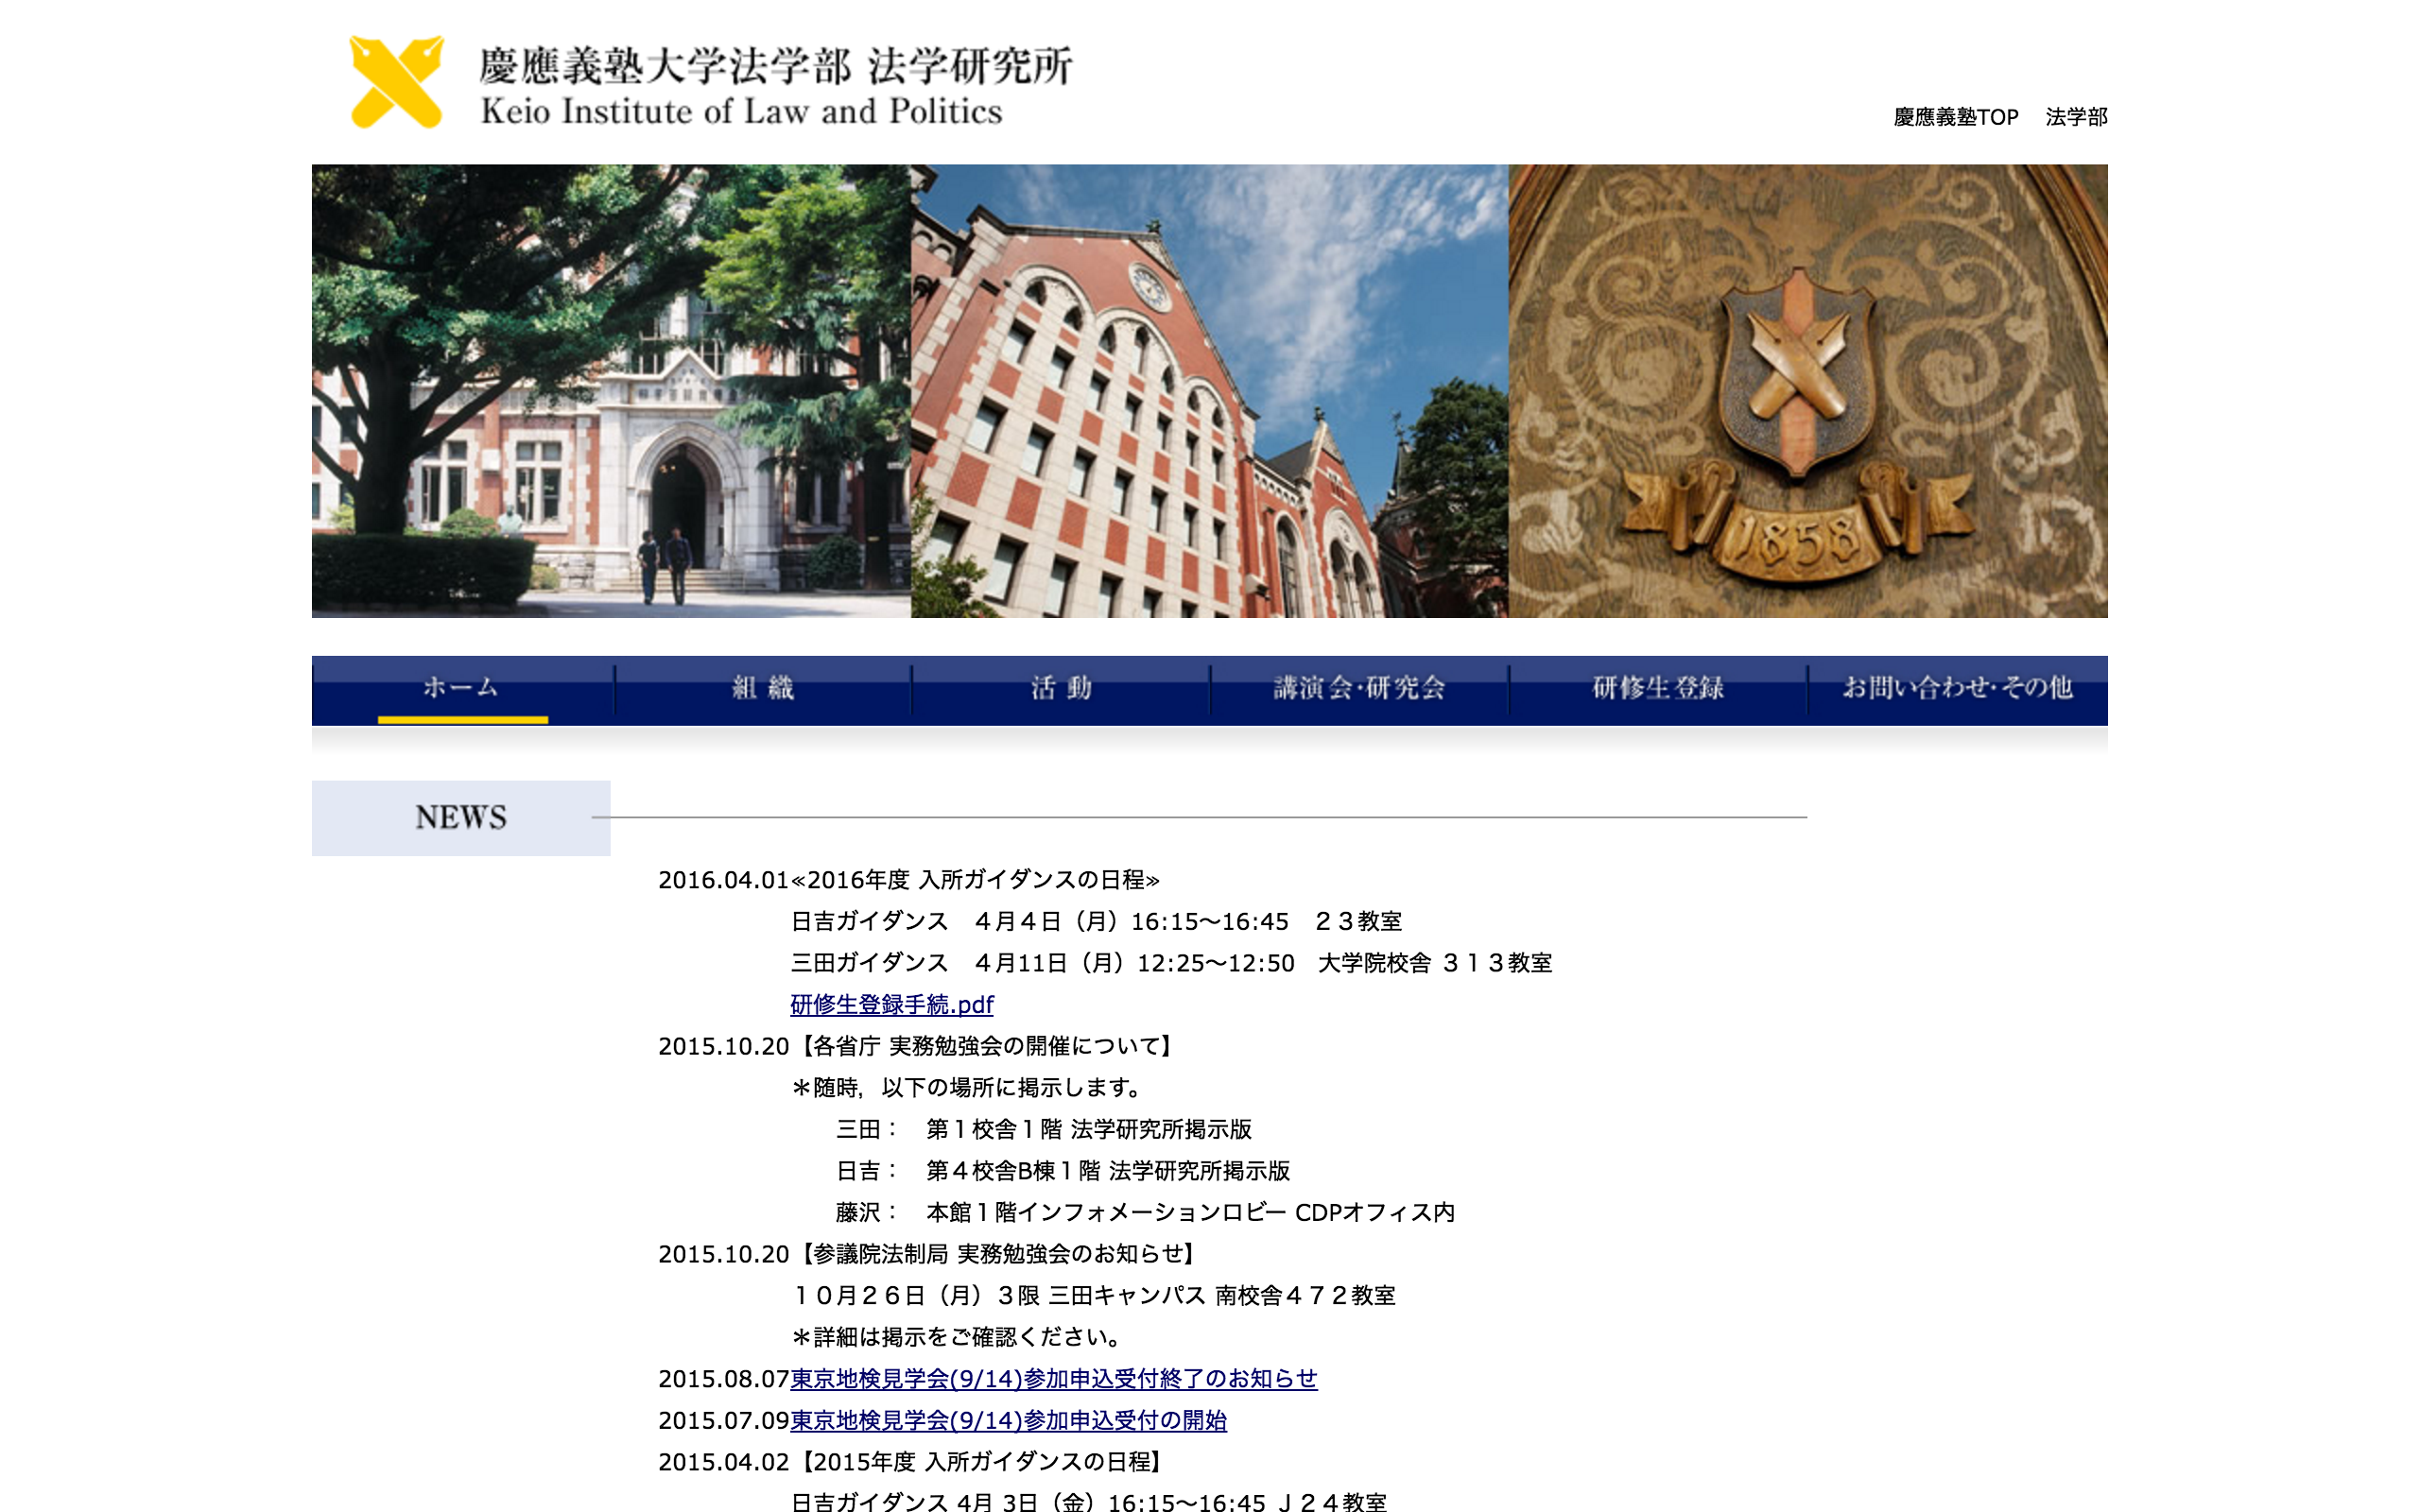 慶應義塾大学法学部 法学研究所
Keio Institute of Law and Politics
慶應義塾TOP 法学部
1858
ホーム 組織 活動 講演会・研究会 研修生登録 お問い合わせ・その他
NEWS
2016.04.01≪2016年度 入所ガイダンスの日程≫
日吉ガイダンス　４月４日（月）16:15～16:45　２３教室
三田ガイダンス　４月11日（月）12:25～12:50　大学院校舎 ３１３教室
研修生登録手続.pdf
2015.10.20【各省庁 実務勉強会の開催について】
＊随時，以下の場所に掲示します。
三田：　第１校舎１階 法学研究所掲示版
日吉：　第４校舎B棟１階 法学研究所掲示版
藤沢：　本館１階インフォメーションロビー CDPオフィス内
2015.10.20【参議院法制局 実務勉強会のお知らせ】
１０月２６日（月）３限 三田キャンパス 南校舎４７２教室
＊詳細は掲示をご確認ください。
2015.08.07東京地検見学会(9/14)参加申込受付終了のお知らせ
2015.07.09東京地検見学会(9/14)参加申込受付の開始
2015.04.02【2015年度 入所ガイダンスの日程】
日吉ガイダンス 4月 3日（金）16:15～16:45 Ｊ２４教室